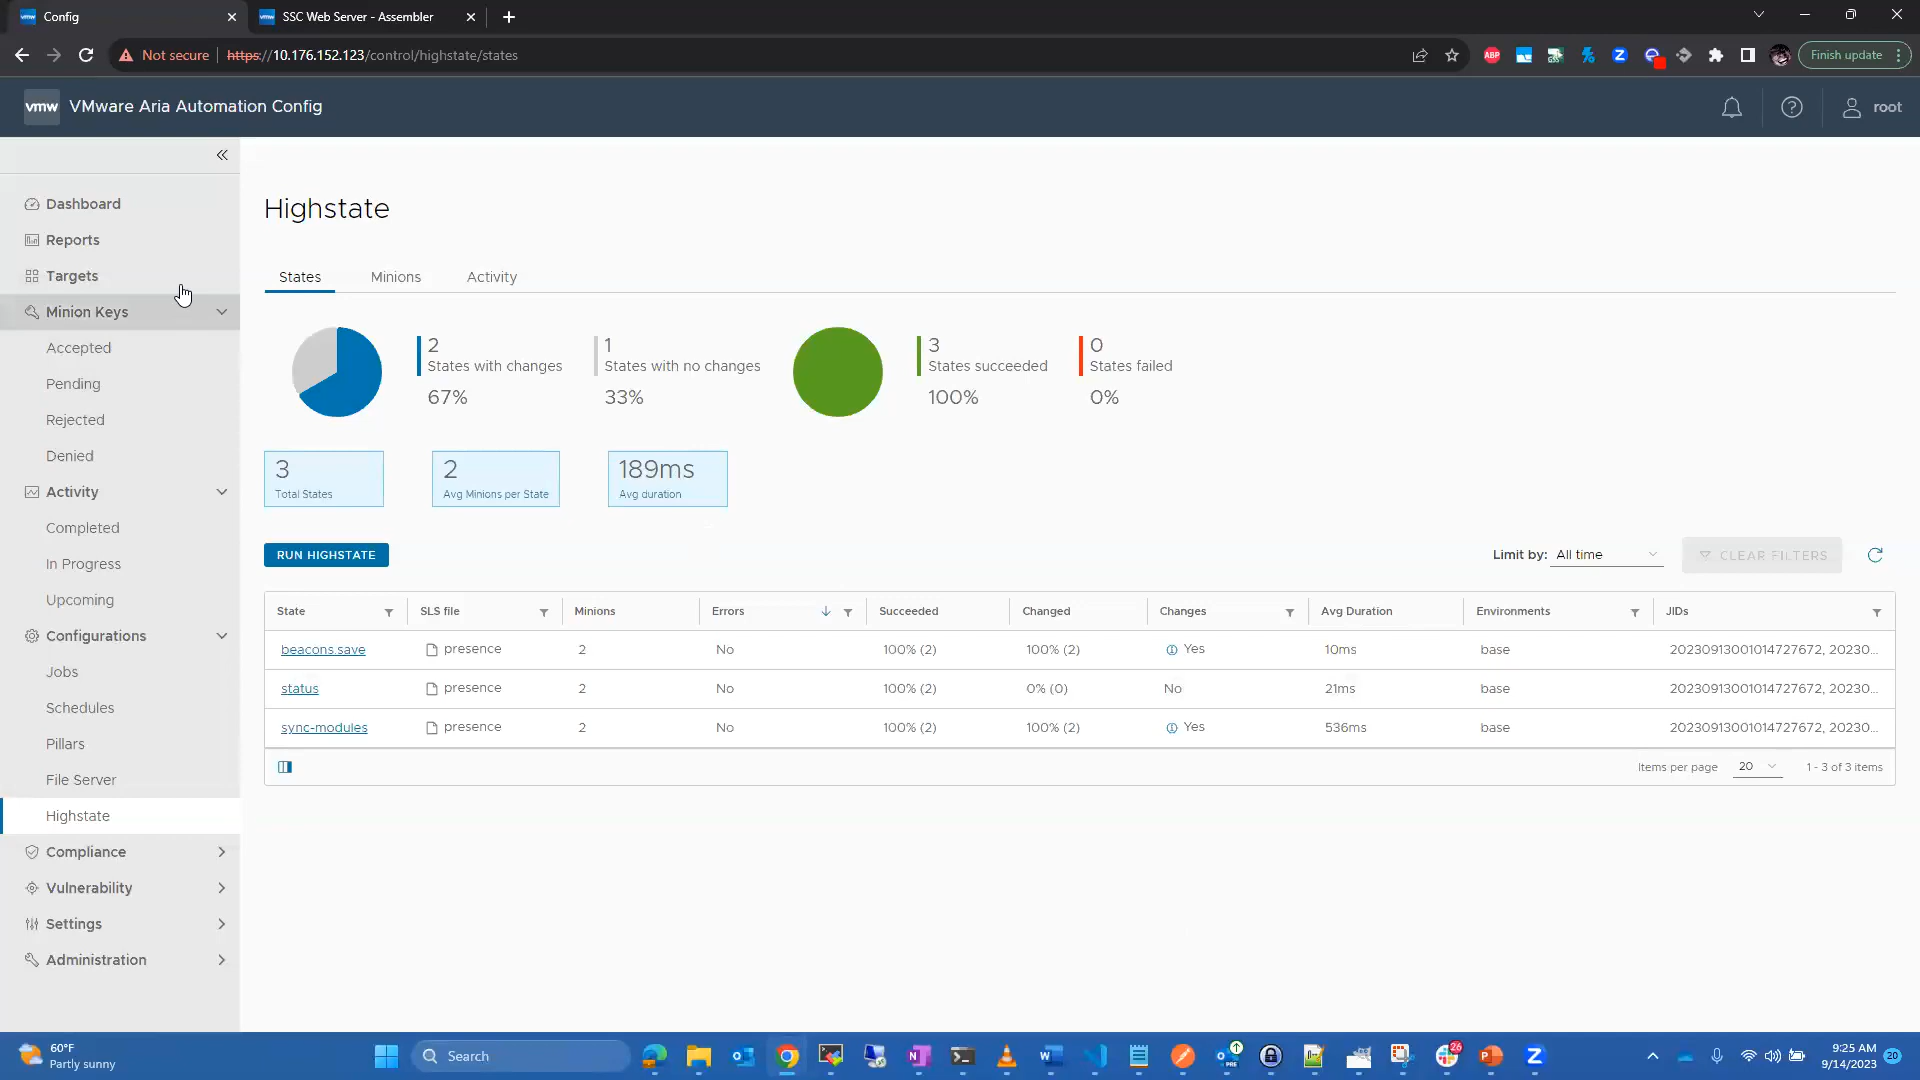 Config
SSC Web Server - Assembler
Not secure
https://10.176.152.123/control/highstate/states
ABP
Finish update
vmw VMware Aria Automation Config
root
Dashboard
Reports
Targets
Minion Keys
Accepted
Pending
Rejected
Denied
Activity
Completed
In Progress
Upcoming
Configurations
Jobs
Schedules
Pillars
File Server
Highstate
Compliance
Vulnerability
Settings
Administration
Highstate
States Minions Activity
2
States with changes
67%
1
States with no changes
33%
3
States succeeded
100%
0
States failed
0%
3
Total States
2
Avg Minions per State
189ms
Avg duration
RUN HIGHSTATE
Limit by: All time
CLEAR FILTERS
State SLS file Minions Errors Succeeded Changed Changes Avg Duration Environments JIDs
beacons.save presence 2 No 100% (2) 100% (2) Yes 10ms base 20230913001014727672, 20230...
status presence 2 No 100% (2) 0% (0) No 21ms base 20230913001014727672, 20230...
sync-modules presence 2 No 100% (2) 100% (2) Yes 536ms base 20230913001014727672, 20230...
Items per page 20 1 - 3 of 3 items
60°F
Partly sunny
Search
26
9:25 AM
9/14/2023
20